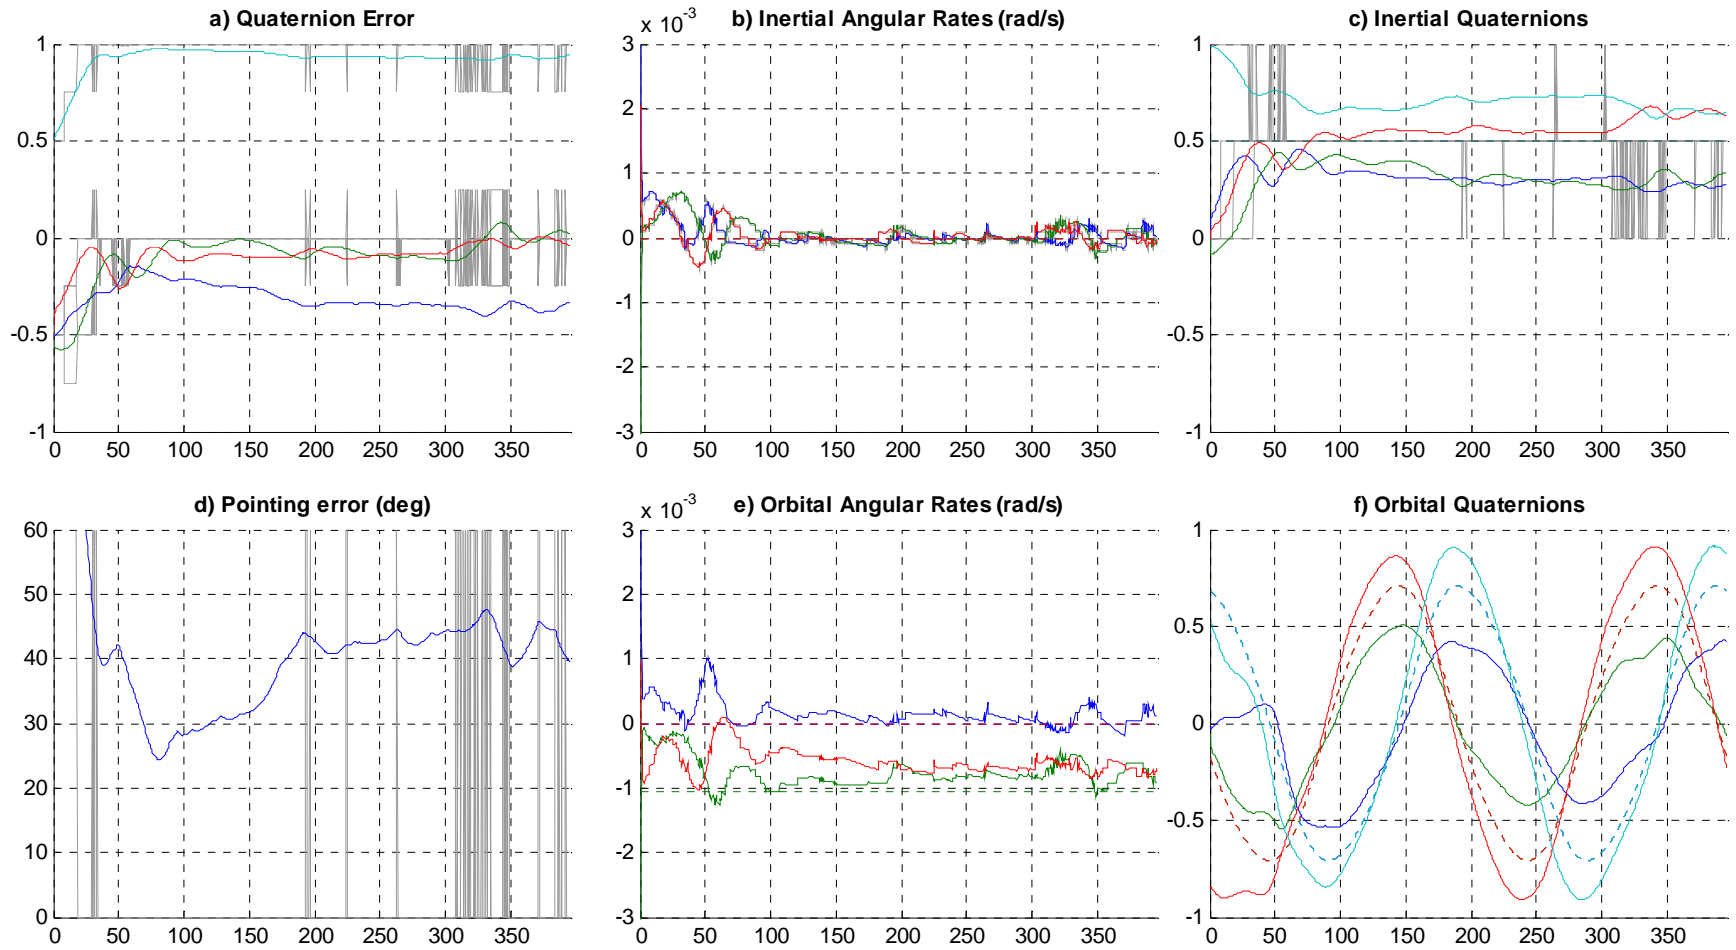 a) Quaternion Error
1
0.5
0
-0.5
-1
0 50 100 150 200 250 300 350
x 10-3
b) Inertial Angular Rates (rad/s)
3
2
1
0
-1
-2
-3
0 50 100 150 200 250 300 350
c) Inertial Quaternions
1
0.5
0
-0.5
-1
0 50 100 150 200 250 300 350
d) Pointing error (deg)
60
50
40
30
20
10
0
0 50 100 150 200 250 300 350
x 10-3
e) Orbital Angular Rates (rad/s)
3
2
1
0
-1
-2
-3
0 50 100 150 200 250 300 350
f) Orbital Quaternions
1
0.5
0
-0.5
-1
0 50 100 150 200 250 300 350